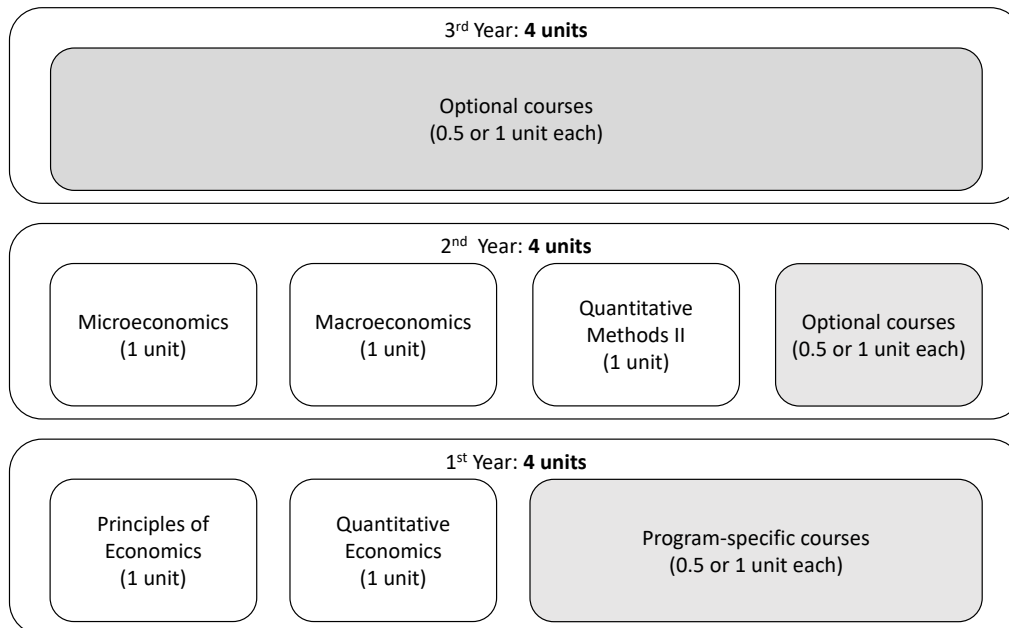 3rd Year: 4 units
Optional courses
(0.5 or 1 unit each)
2nd Year: 4 units
Microeconomics
(1 unit)
Macroeconomics
(1 unit)
Quantitative
Methods II
(1 unit)
Optional courses
(0.5 or 1 unit each)
1st Year: 4 units
Principles of
Economics
(1 unit)
Quantitative
Economics
(1 unit)
Program-specific courses
(0.5 or 1 unit each)